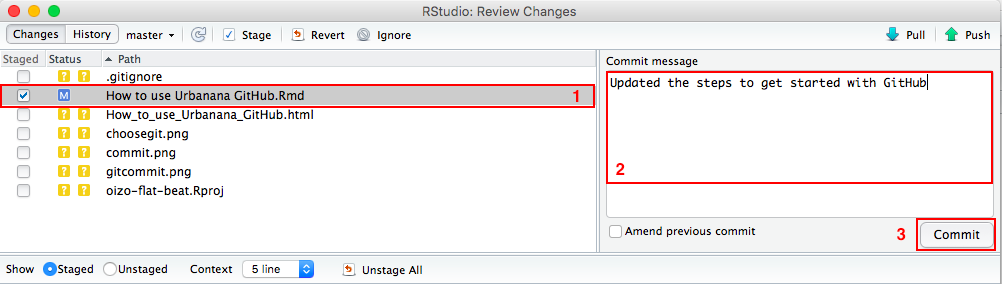 RStudio: Review Changes
Changes History master Stage Revert Ignore Pull Push
Staged Status Path
Commit message
? ? .gitignore
M How to use Urbanana GitHub.Rmd 1
? ? How_to_use_Urbanana_GitHub.html
? ? choosegit.png
? ? commit.png
? ? gitcommit.png
? ? oizo-flat-beat.Rproj
Updated the steps to get started with GitHub
2
Amend previous commit 3 Commit
Show Staged Unstaged Context 5 line Unstage All